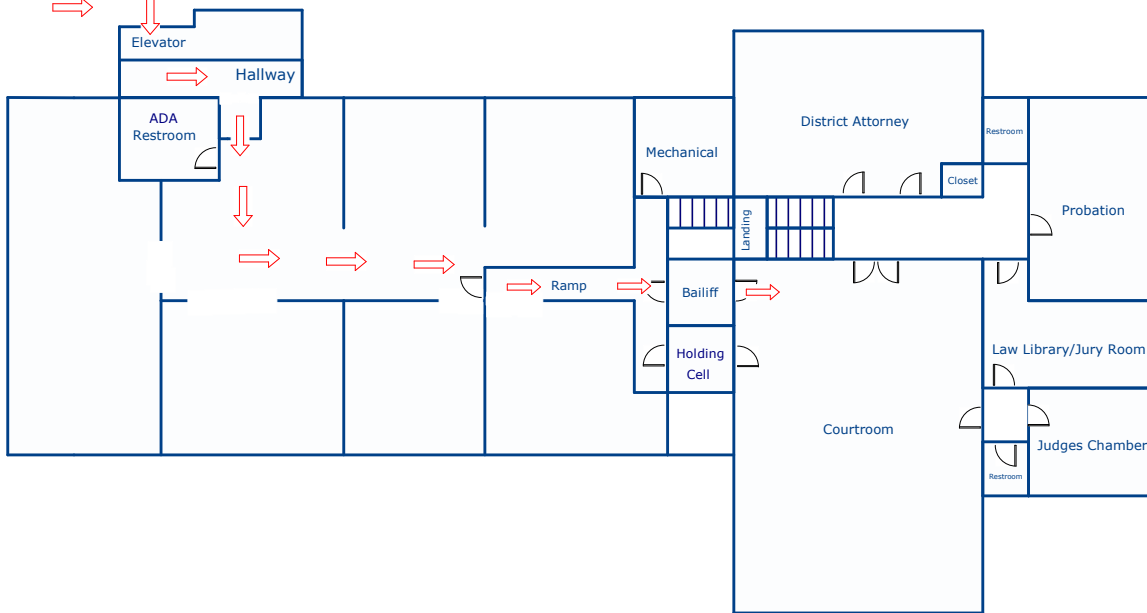 Elevator
Hallway
ADA
Restroom
District Attorney
Restroom
Mechanical
Closet
Probation
Landing
Ramp
Bailiff
Holding
Cell
Law Library/Jury Room
Courtroom
Judges Chamber
Restroom